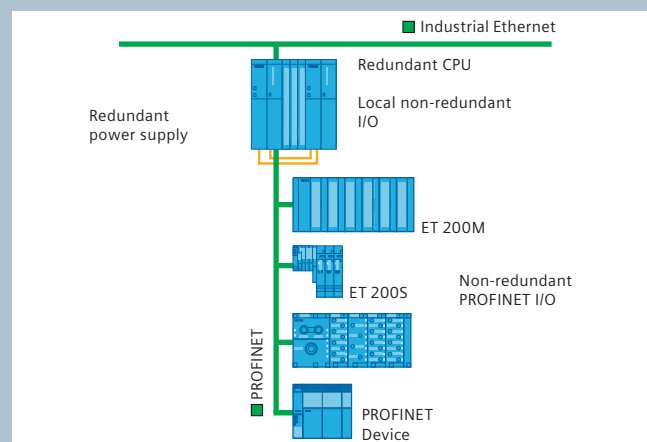 Industrial Ethernet
Redundant CPU
Local non-redundant
I/O
Redundant
power supply
ET 200M
ET 200S
Non-redundant
PROFINET I/O
PROFINET
PROFINET
Device